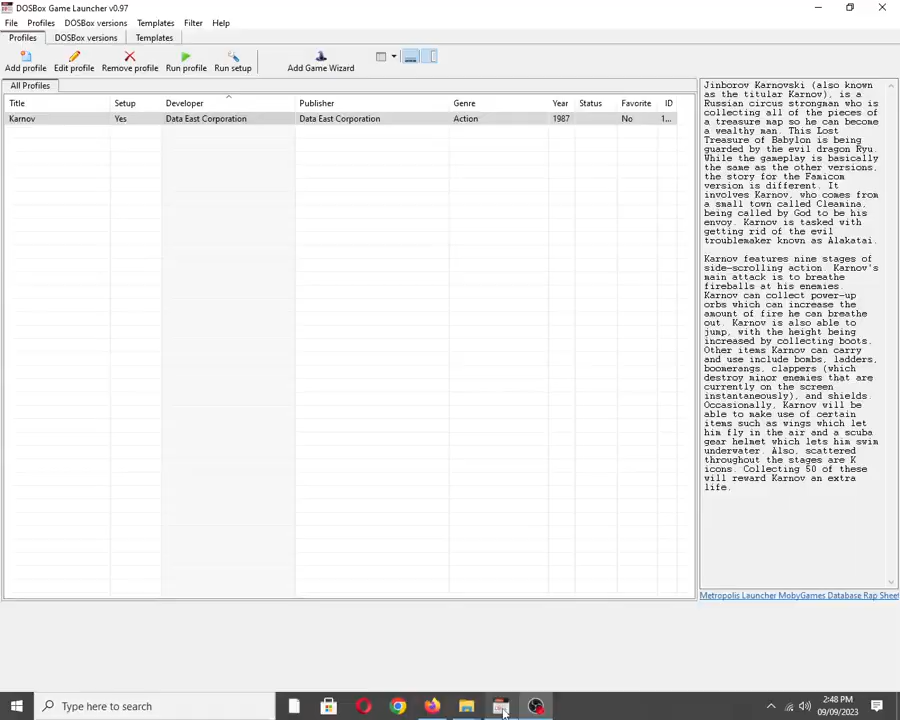 DOSBox Game Launcher v0.97
File Profiles DOSBox versions Templates Filter Help
Profiles DOSBox versions Templates
Add profile Edit profile Remove profile Run profile Run setup Add Game Wizard
All Profiles
Title Setup Developer Publisher Genre Year Status Favorite ID
Karnov Yes Data East Corporation Data East Corporation Action 1987 No 1...
Jinborov Karnovski (also known
as the titular Karnov), is a
Russian circus strongman who is
collecting all of the pieces of
a treasure map so he can become
a wealthy man. This Lost
Treasure of Babylon is being
guarded by the evil dragon Ryu.
While the gameplay is basically
the same as the other versions,
the story for the Famicom
version is different. It
involves Karnov, who comes from
a small town called Cleamina,
being called by God to be his
envoy. Karnov is tasked with
getting rid of the evil
troublemaker known as Alakatai.
Karnov features nine stages of
side-scrolling action. Karnov's
main attack is to breathe
fireballs at his enemies.
Karnov can collect power-up
orbs which can increase the
amount of fire he can breathe
out. Karnov is also able to
jump, with the height being
increased by collecting boots.
Other items Karnov can carry
and use include bombs, ladders,
boomerangs, clappers (which
destroy minor enemies that are
currently on the screen
instantaneously), and shields.
Occasionally, Karnov will be
able to make use of certain
items such as wings which let
him fly in the air and a scuba
gear helmet which lets him swim
underwater. Also, scattered
throughout the stages are K
icons. Collecting 50 of these
will reward Karnov an extra
life.
Metropolis Launcher MobyGames Database Rap Sheet
Type here to search
2:48 PM
09/09/2023